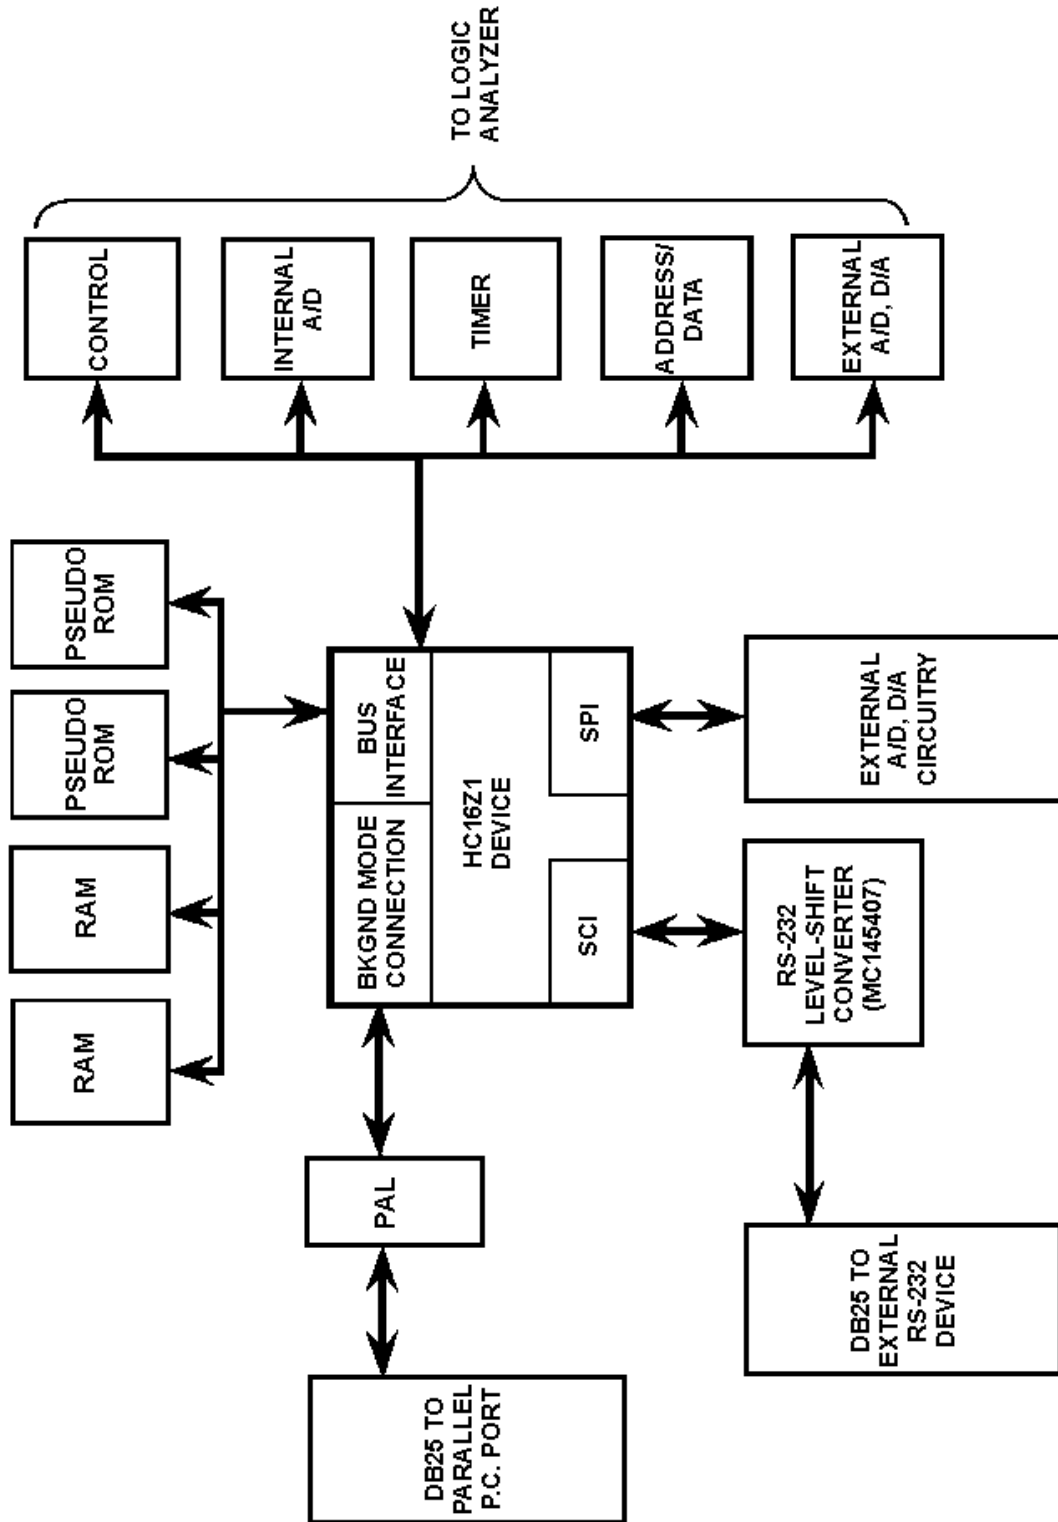 DB25 TO
PARALLEL
P.C. PORT
PAL
RAM
RAM
PSEUDO
ROM
PSEUDO
ROM
BKGND MODE
CONNECTION
BUS
INTERFACE
HC16Z1
DEVICE
SCI
SPI
DB25 TO
EXTERNAL
RS-232
DEVICE
RS-232
LEVEL-SHIFT
CONVERTER
(MC145407)
EXTERNAL
A/D, D/A
CIRCUITRY
CONTROL
INTERNAL
A/D
TIMER
ADDRESS/
DATA
EXTERNAL
A/D, D/A
TO LOGIC
ANALYZER